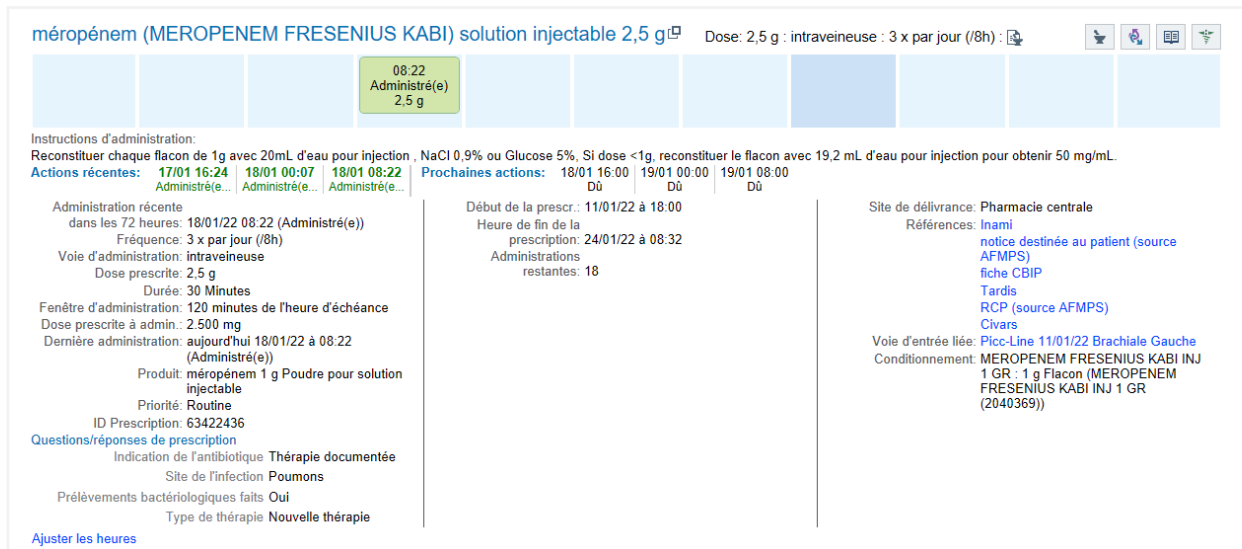 méropénem (MEROPENEM FRESENIUS KABI) solution injectable 2,5 g Dose: 2,5 g : intraveineuse : 3 x par jour (/8h) :
08:22
Administré(e)
2,5 g
Instructions d'administration:
Reconstituer chaque flacon de 1g avec 20mL d'eau pour injection , NaCl 0,9% ou Glucose 5%, Si dose <1g, reconstituer le flacon avec 19,2 mL d'eau pour injection pour obtenir 50 mg/mL.
Actions récentes: 17/01 16:24 18/01 00:07 18/01 08:22 Prochaines actions: 18/01 16:00 19/01 00:00 19/01 08:00
Administré(e... Administré(e... Administré(e... Dû Dû Dû
Administration récente
dans les 72 heures: 18/01/22 08:22 (Administré(e))
Fréquence: 3 x par jour (/8h)
Voie d'administration: intraveineuse
Dose prescrite: 2,5 g
Durée: 30 Minutes
Fenêtre d'administration: 120 minutes de l'heure d'échéance
Dose prescrite à admin.: 2.500 mg
Dernière administration: aujourd'hui 18/01/22 à 08:22
(Administré(e))
Produit: méropénem 1 g Poudre pour solution
injectable
Priorité: Routine
ID Prescription: 63422436
Questions/réponses de prescription
Indication de l'antibiotique Thérapie documentée
Site de l'infection Poumons
Prélèvements bactériologiques faits Oui
Type de thérapie Nouvelle thérapie
Ajuster les heures
Début de la prescr.: 11/01/22 à 18:00
Heure de fin de la
prescription: 24/01/22 à 08:32
Administrations
restantes: 18
Site de délivrance: Pharmacie centrale
Références: Inami
notice destinée au patient (source
AFMPS)
fiche CBIP
Tardis
RCP (source AFMPS)
Civars
Voie d'entrée liée: Picc-Line 11/01/22 Brachiale Gauche
Conditionnement: MEROPENEM FRESENIUS KABI INJ
1 GR : 1 g Flacon (MEROPENEM
FRESENIUS KABI INJ 1 GR
(2040369))